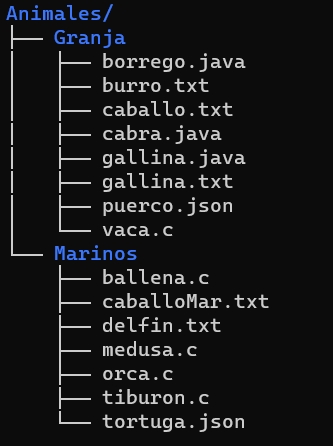 Animales/
├── Granja
│   ├── borrego.java
│   ├── burro.txt
│   ├── caballo.txt
│   ├── cabra.java
│   ├── gallina.java
│   ├── gallina.txt
│   ├── puerco.json
│   └── vaca.c
└── Marinos
    ├── ballena.c
    ├── caballoMar.txt
    ├── delfin.txt
    ├── medusa.c
    ├── orca.c
    ├── tiburon.c
    └── tortuga.json